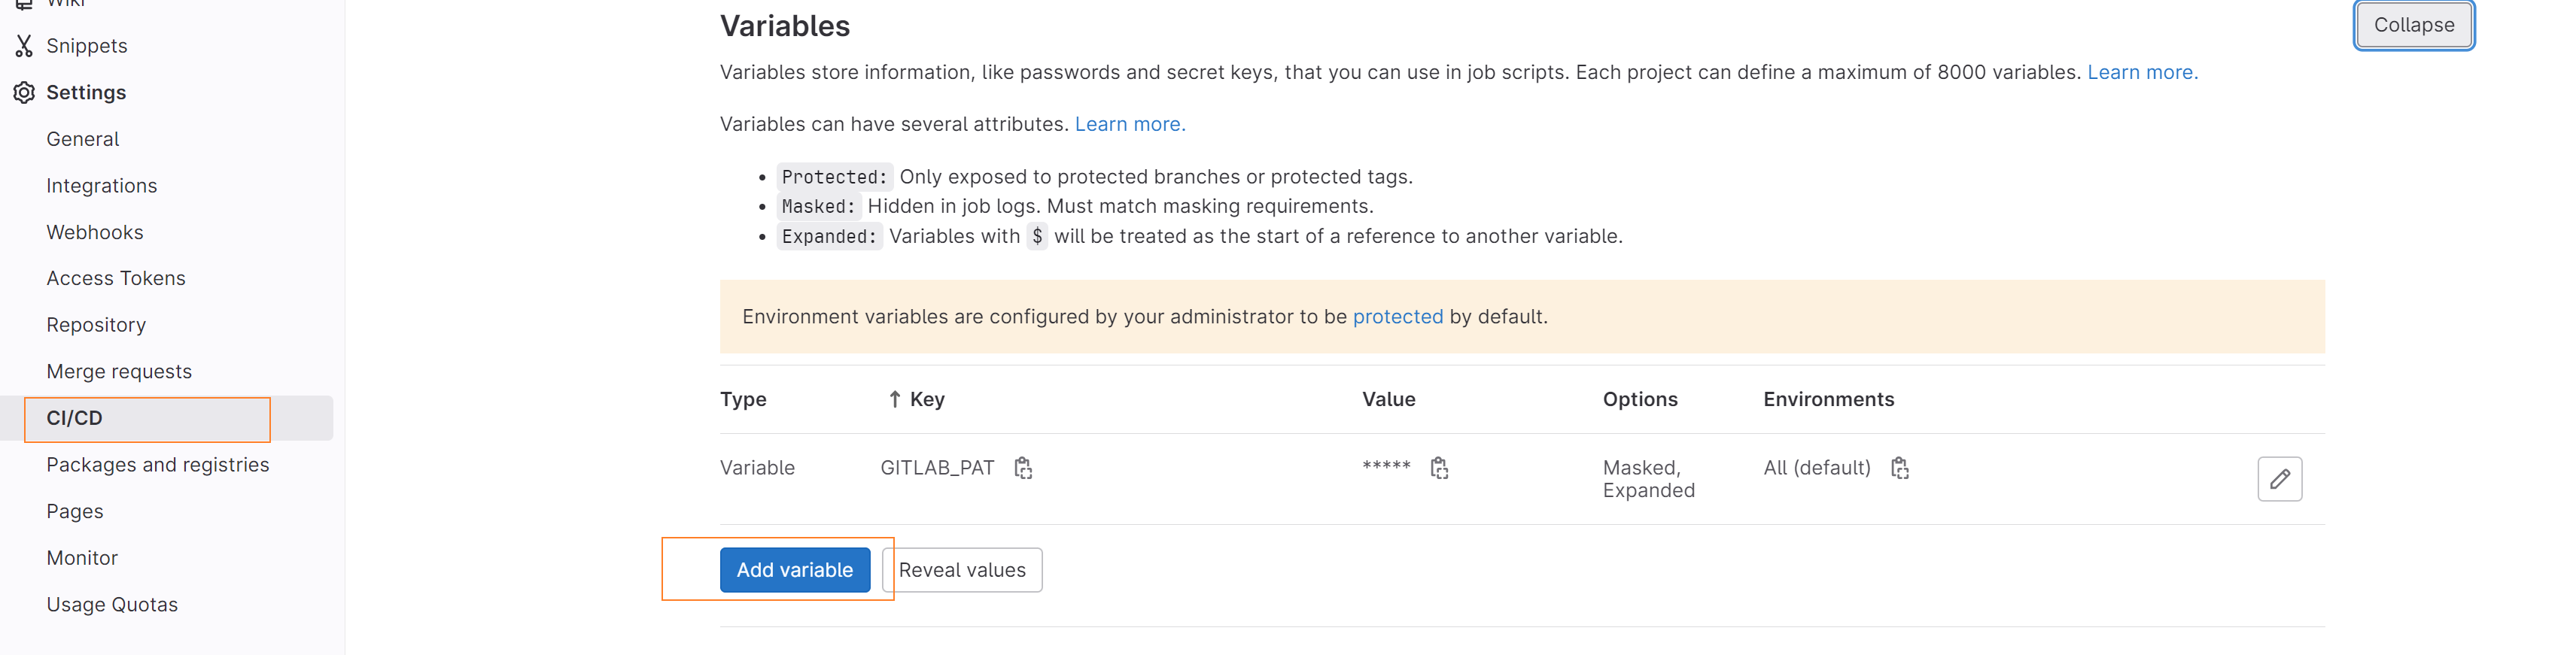 Wiki
Snippets
Settings
General
Integrations
Webhooks
Access Tokens
Repository
Merge requests
CI/CD
Packages and registries
Pages
Monitor
Usage Quotas
Variables
Collapse
Variables store information, like passwords and secret keys, that you can use in job scripts. Each project can define a maximum of 8000 variables. Learn more.
Variables can have several attributes. Learn more.
Protected: Only exposed to protected branches or protected tags.
Masked: Hidden in job logs. Must match masking requirements.
Expanded: Variables with $ will be treated as the start of a reference to another variable.
Environment variables are configured by your administrator to be protected by default.
Type ↑ Key Value Options Environments
Variable GITLAB_PAT ***** Masked, All (default)
Expanded
Add variable Reveal values